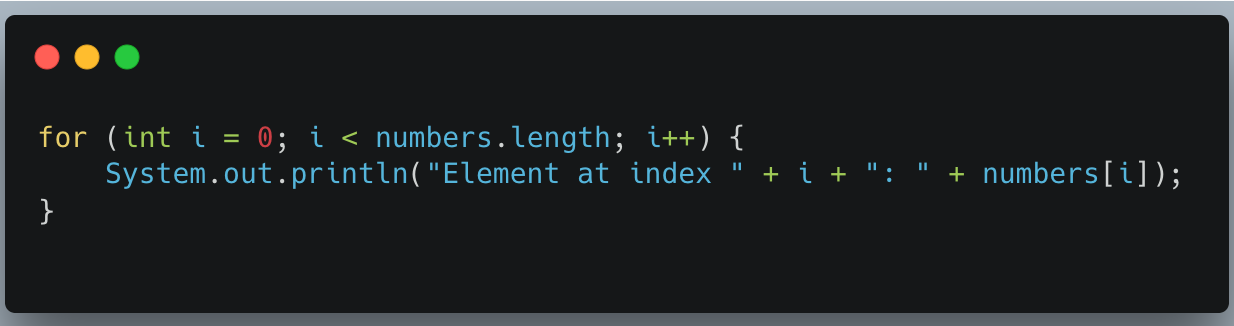 for (int i = 0; i < numbers.length; i++) {
    System.out.println("Element at index " + i + ": " + numbers[i]);
}